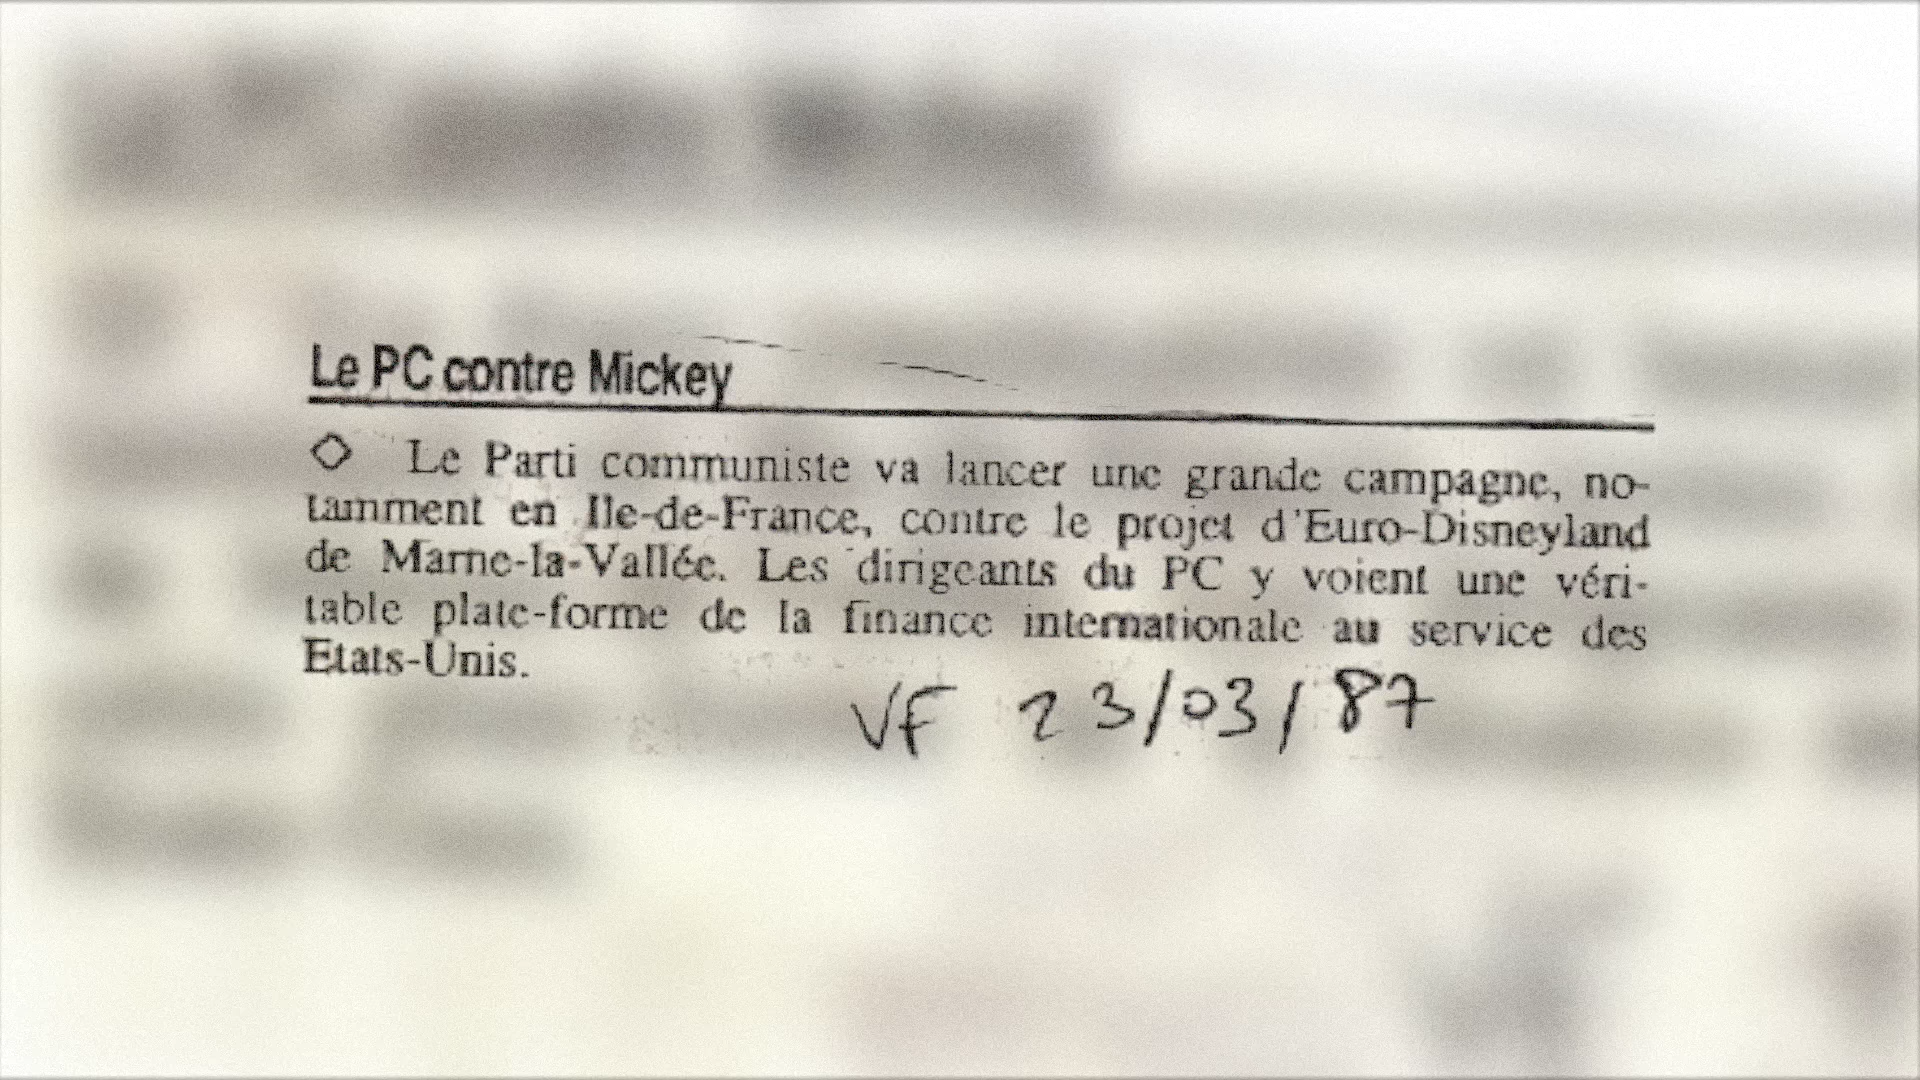 Le PC contre Mickey
◇ Le Parti communiste va lancer une grande campagne, no-
tamment en Ile-de-France, contre le projet d'Euro-Disneyland
de Marne-la-Vallée. Les dirigeants du PC y voient une véri-
table plate-forme de la finance internationale au service des
Etats-Unis.
VF 23/03/87